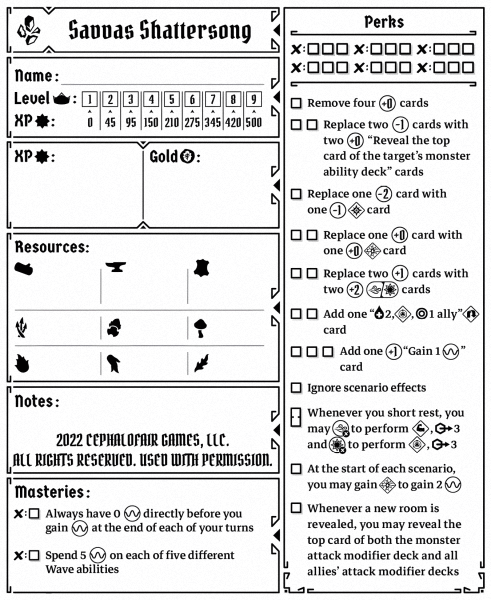 Savvas Shattersong
Name:
Level : 1 2 3 4 5 6 7 8 9
XP : 0 45 95 150 210 275 345 420 500
XP : Gold :
Resources:
Notes:
2022 CEPHALOFAIR GAMES, LLC.
ALL RIGHTS RESERVED. USED WITH PERMISSION.
Masteries:
Always have 0 directly before you
gain at the end of each of your turns
Spend 5 on each of five different
Wave abilities
Perks
Remove four +0 cards
Replace two -1 cards with
two +0 “Reveal the top
card of the target’s monster
ability deck” cards
Replace one -2 card with
one -1 card
Replace one +0 card with
one +0 card
Replace two +1 cards with
two +2 cards
Add one “2, , 1 ally”
card
Add one +1 “Gain 1 ”
card
Ignore scenario effects
Whenever you short rest, you
may to perform , 3
and to perform , 3
At the start of each scenario,
you may gain to gain 2
Whenever a new room is
revealed, you may reveal the
top card of both the monster
attack modifier deck and all
allies’ attack modifier decks